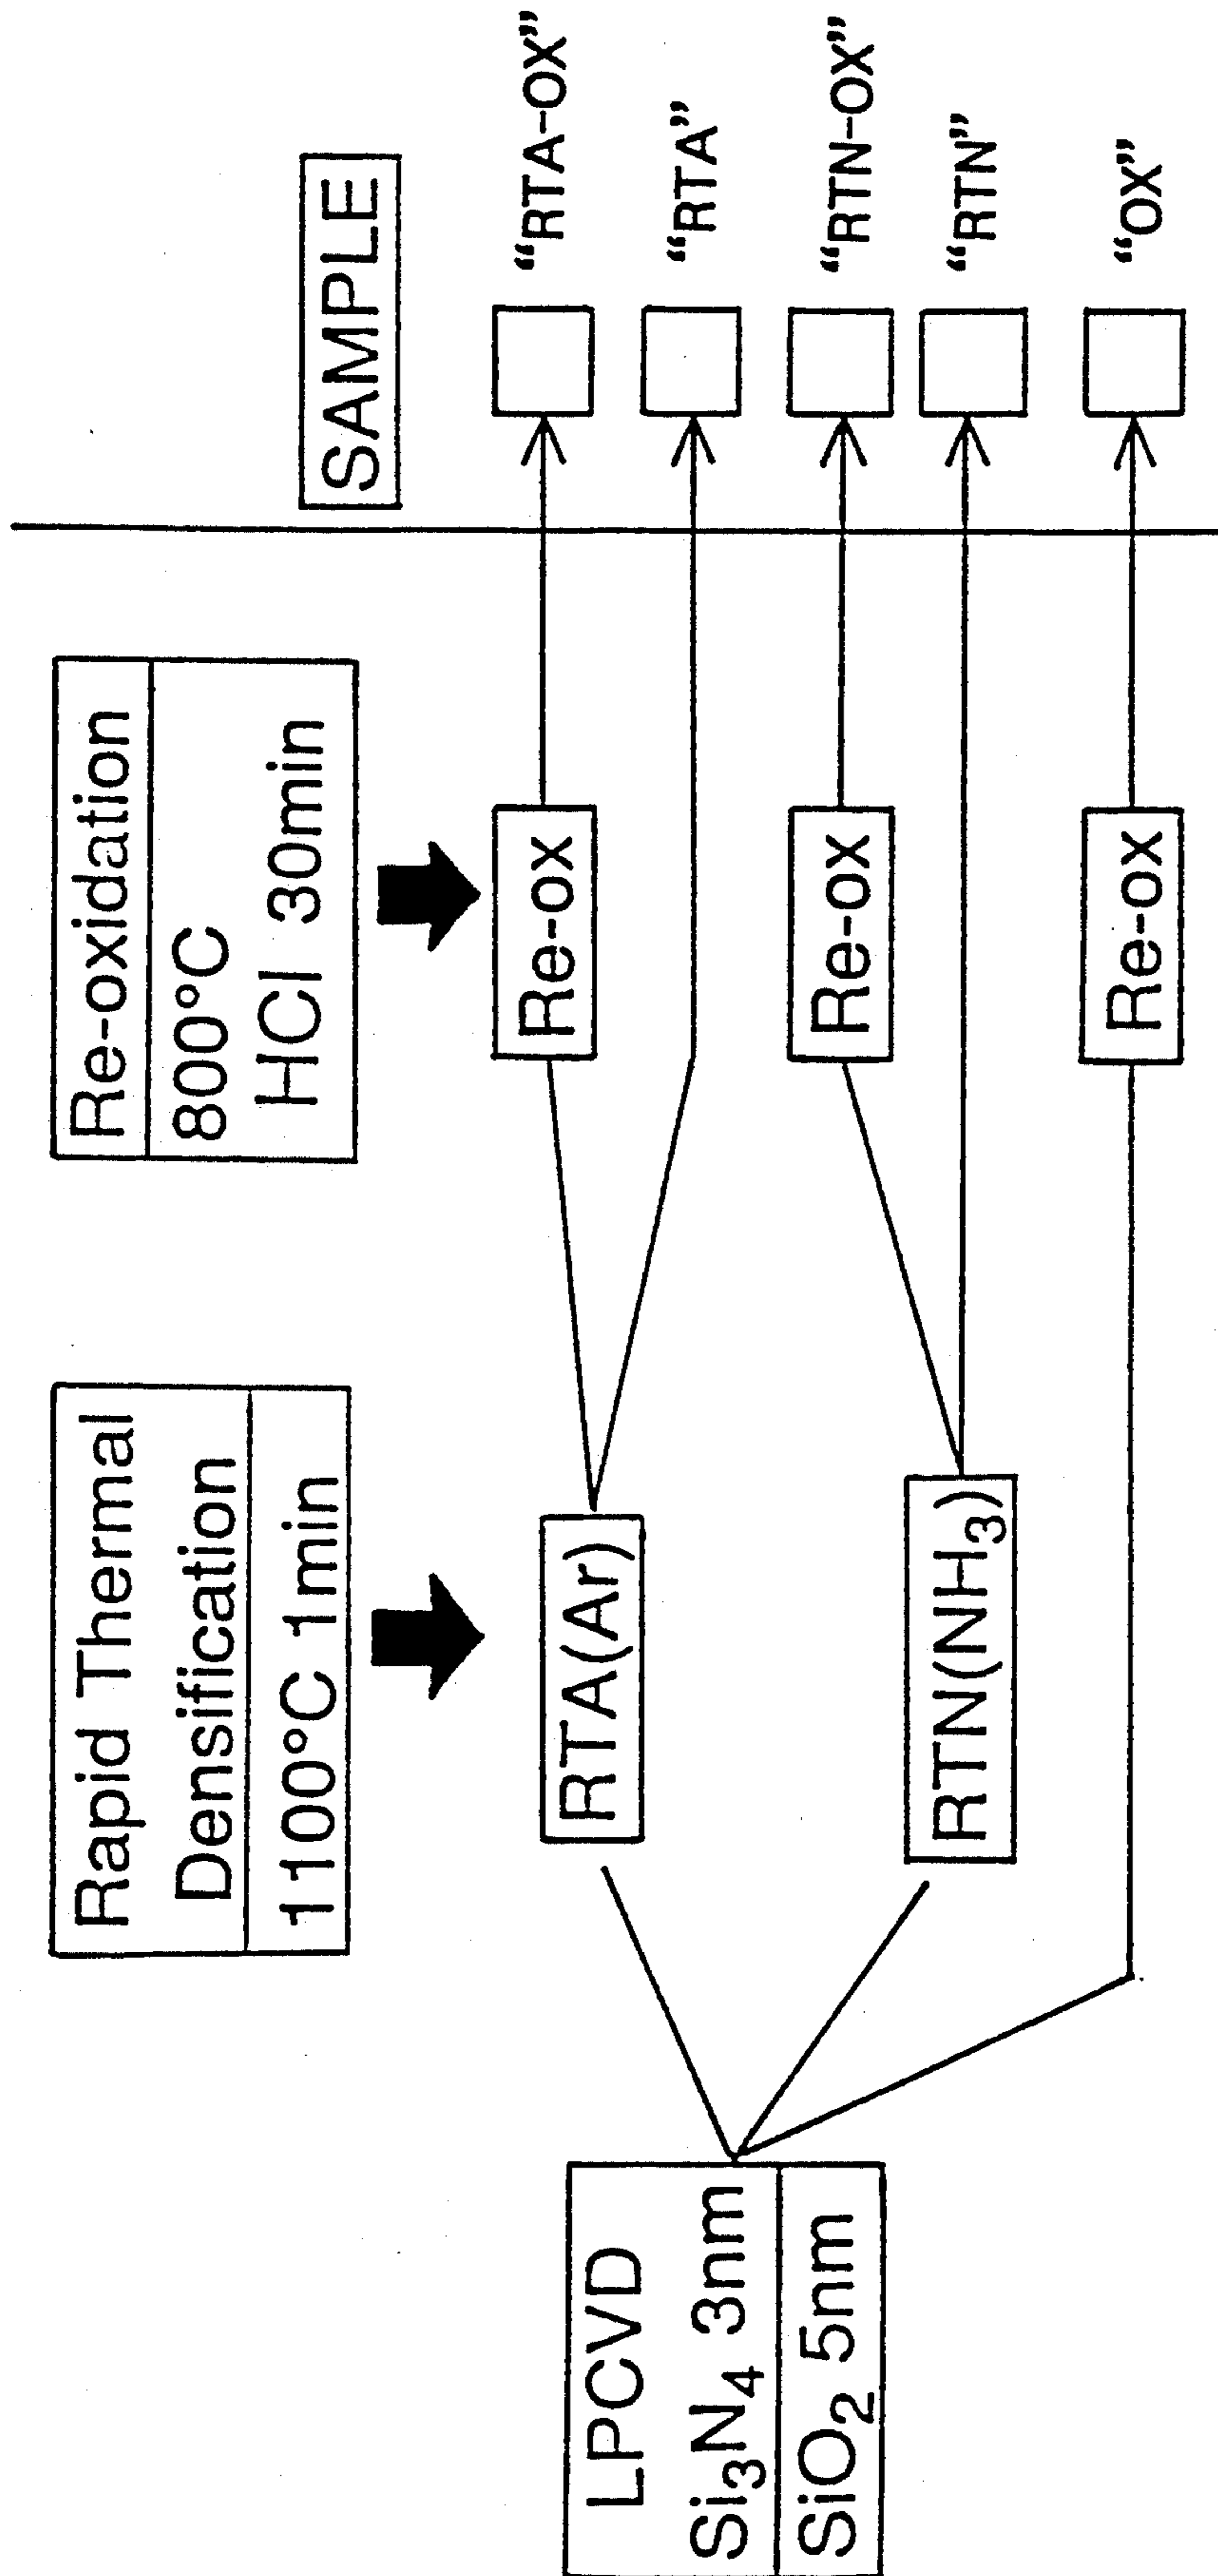 Rapid Thermal
Densification
1100°C 1min
Re-oxidation
800°C
HCl 30min
SAMPLE
LPCVD
Si₃N₄ 3nm
SiO₂ 5nm
RTA(Ar)
Re-ox
“RTA-OX”
“RTA”
RTN(NH₃)
Re-ox
“RTN-OX”
“RTN”
Re-ox
“OX”